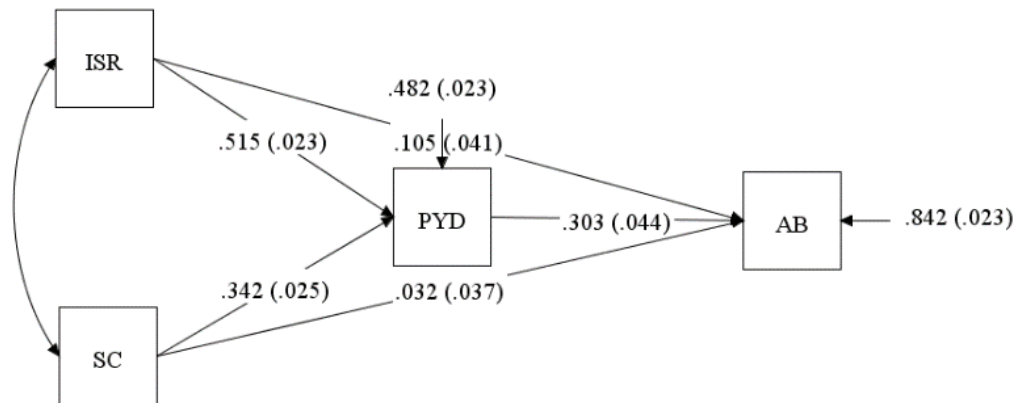 ISR
.482 (.023)
.515 (.023)
.105 (.041)
PYD
.303 (.044)
AB
.842 (.023)
.342 (.025)
.032 (.037)
SC